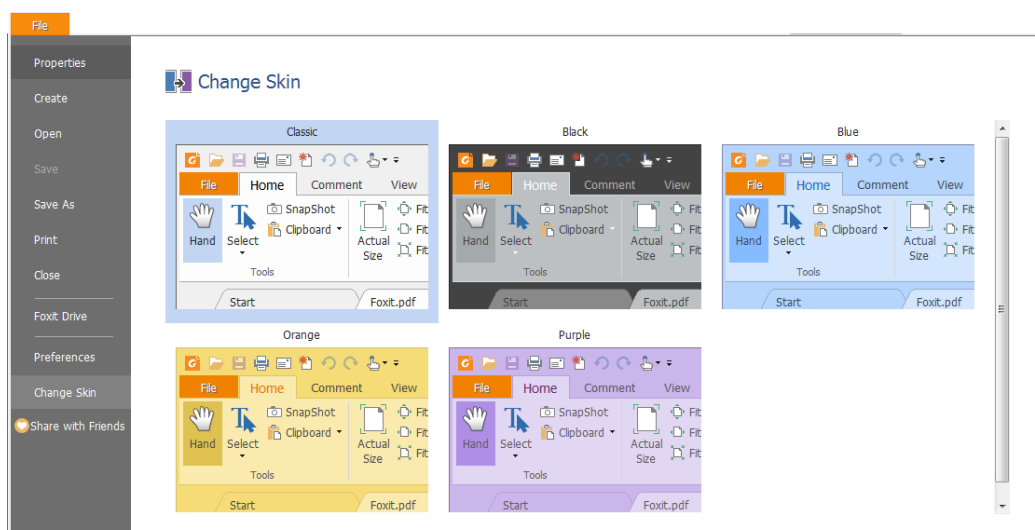 File
Properties
Create
Open
Save
Save As
Print
Close
Foxit Drive
Preferences
Change Skin
Share with Friends
Change Skin
Classic
File Home Comment View
Hand
Select
SnapShot
Clipboard
Actual
Size
Fit
Fit
Fit
Tools
Start Foxit.pdf
Black
File Home Comment View
Hand
Select
SnapShot
Clipboard
Actual
Size
Fit
Fit
Fit
Tools
Start Foxit.pdf
Blue
File Home Comment View
Hand
Select
SnapShot
Clipboard
Actual
Size
Fit
Fit
Fit
Tools
Start Foxit.pdf
Orange
File Home Comment View
Hand
Select
SnapShot
Clipboard
Actual
Size
Fit
Fit
Fit
Tools
Start Foxit.pdf
Purple
File Home Comment View
Hand
Select
SnapShot
Clipboard
Actual
Size
Fit
Fit
Fit
Tools
Start Foxit.pdf